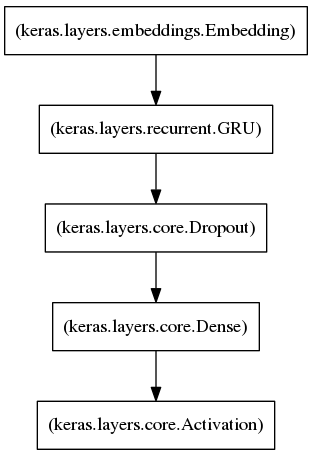 (keras.layers.embeddings.Embedding)
(keras.layers.recurrent.GRU)
(keras.layers.core.Dropout)
(keras.layers.core.Dense)
(keras.layers.core.Activation)